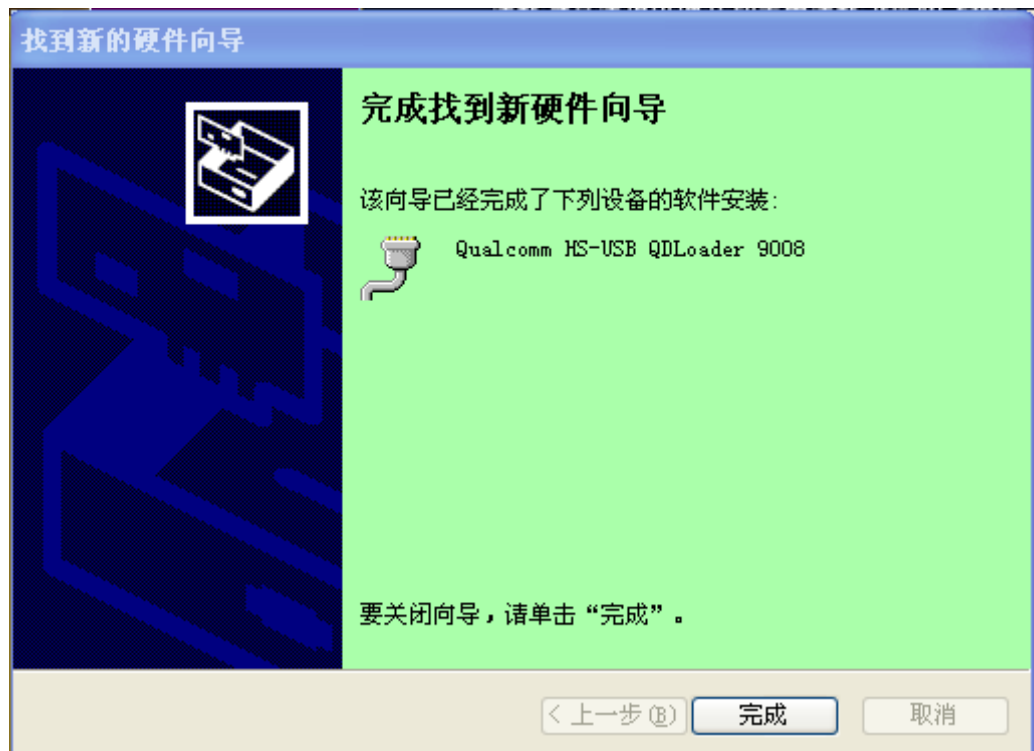 找到新的硬件向导
完成找到新硬件向导
该向导已经完成了下列设备的软件安装:
Qualcomm HS-USB QDLoader 9008
要关闭向导，请单击“完成”。
< 上一步(B)
完成
取消